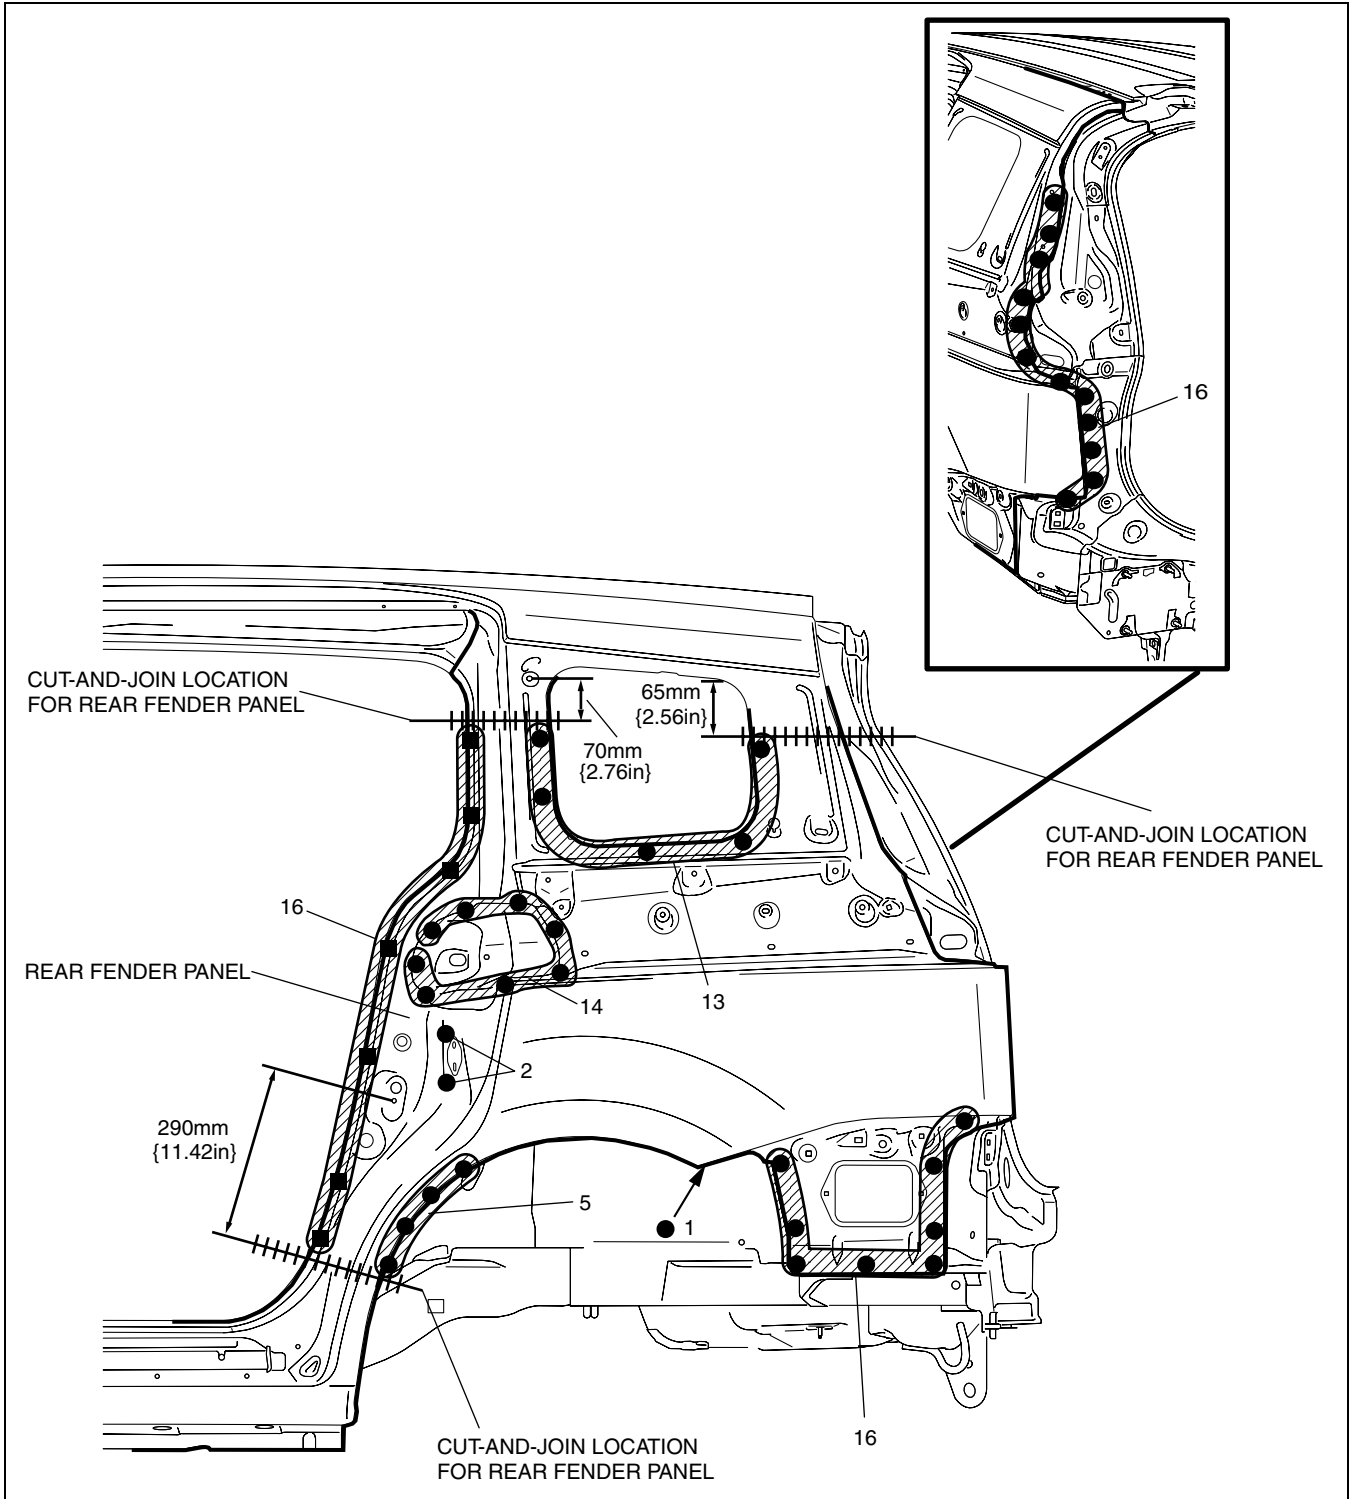 16
CUT-AND-JOIN LOCATION
FOR REAR FENDER PANEL
65mm
{2.56in}
70mm
{2.76in}
CUT-AND-JOIN LOCATION
FOR REAR FENDER PANEL
16
REAR FENDER PANEL
14
13
2
290mm
{11.42in}
5
1
16
CUT-AND-JOIN LOCATION
FOR REAR FENDER PANEL